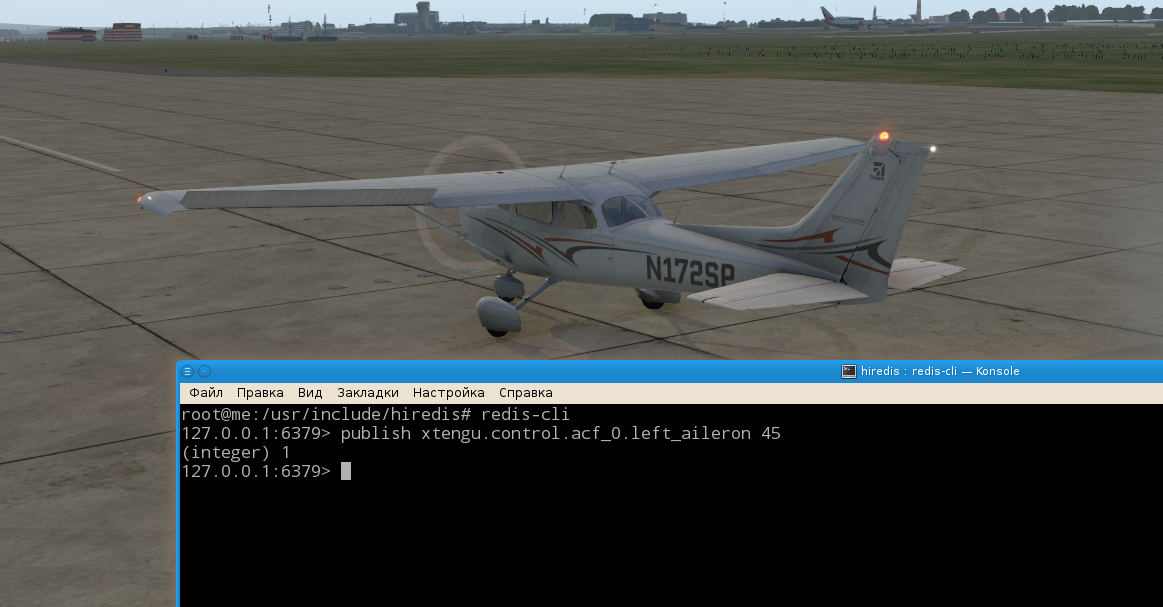 N172SP
hiredis : redis-cli — Konsole
Файл Правка Вид Закладки Настройка Справка
root@me:/usr/include/hiredis# redis-cli
127.0.0.1:6379> publish xtengu.control.acf_0.left_aileron 45
(integer) 1
127.0.0.1:6379>